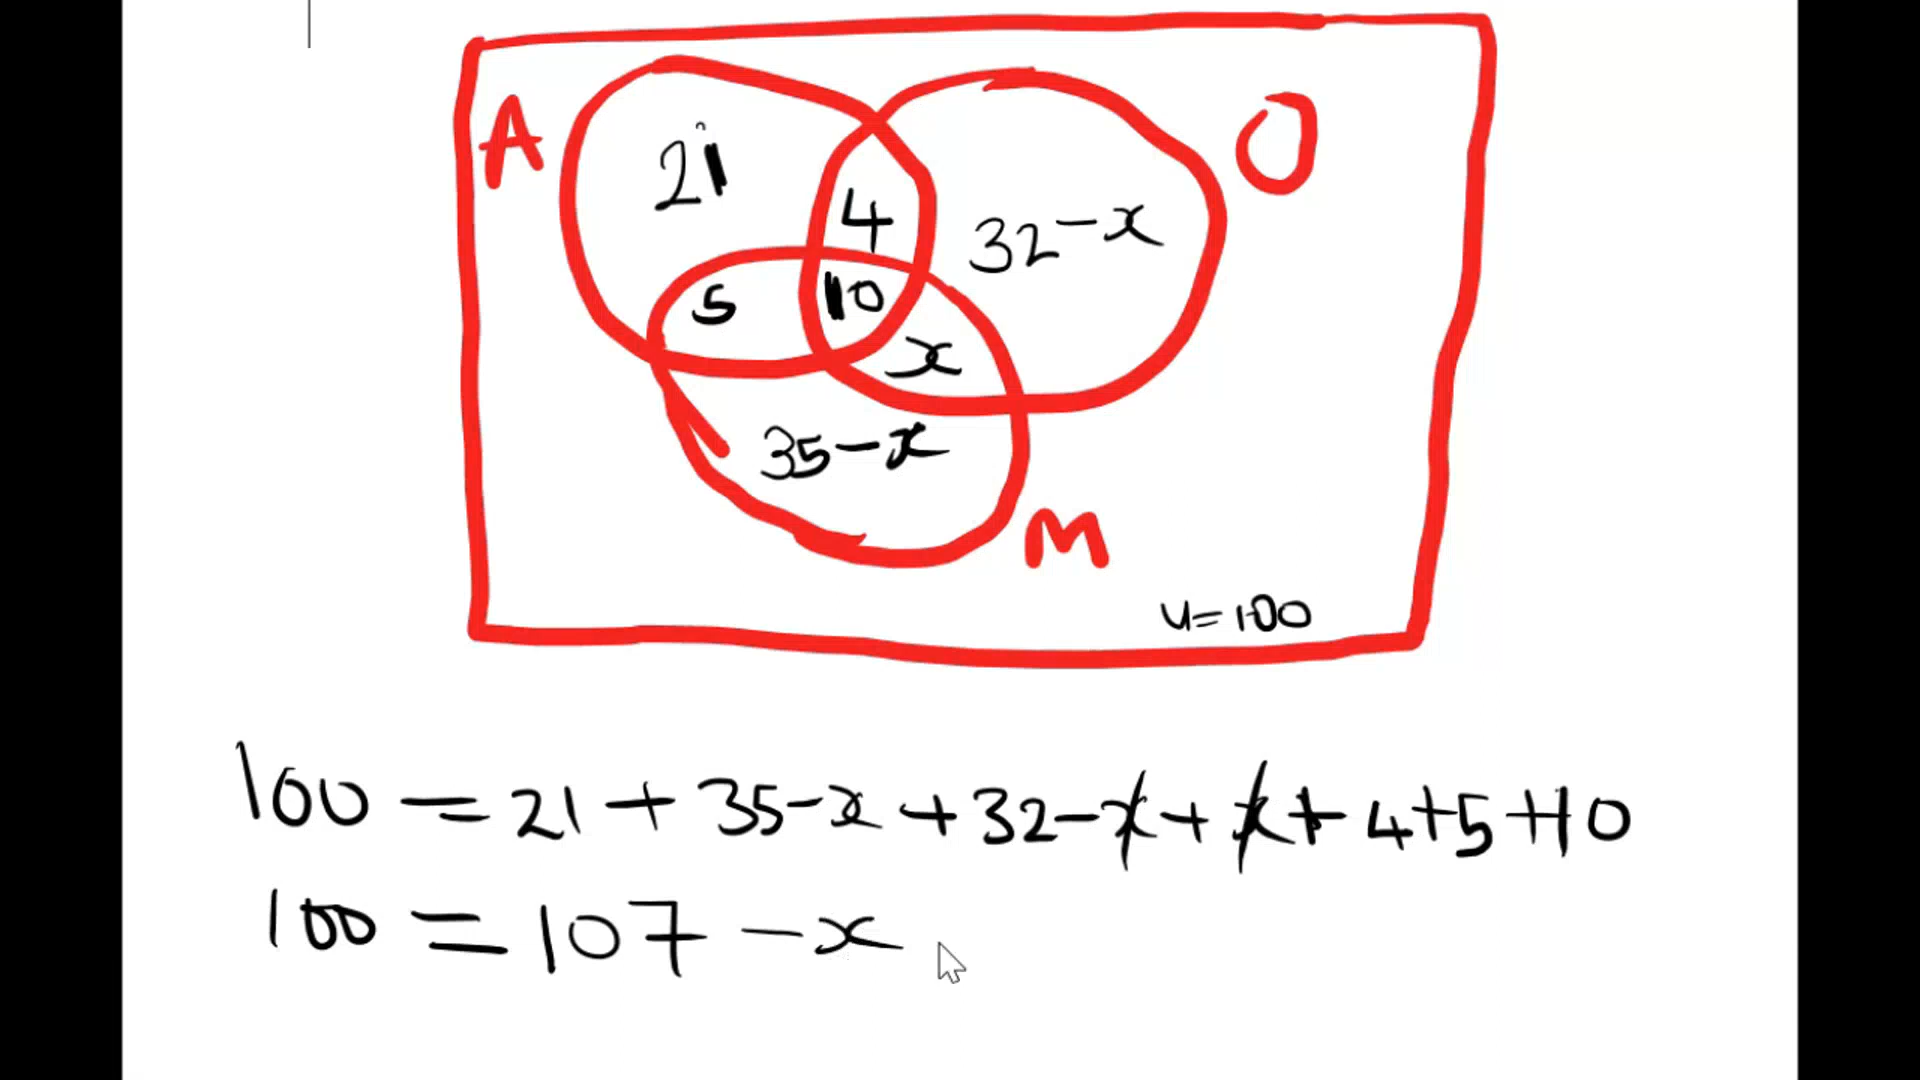 A
21
4
O
32-x
5
10
x
35-x
M
u=100
100 = 21 + 35-x + 32-x + x + 4+5+10
100 = 107 - x